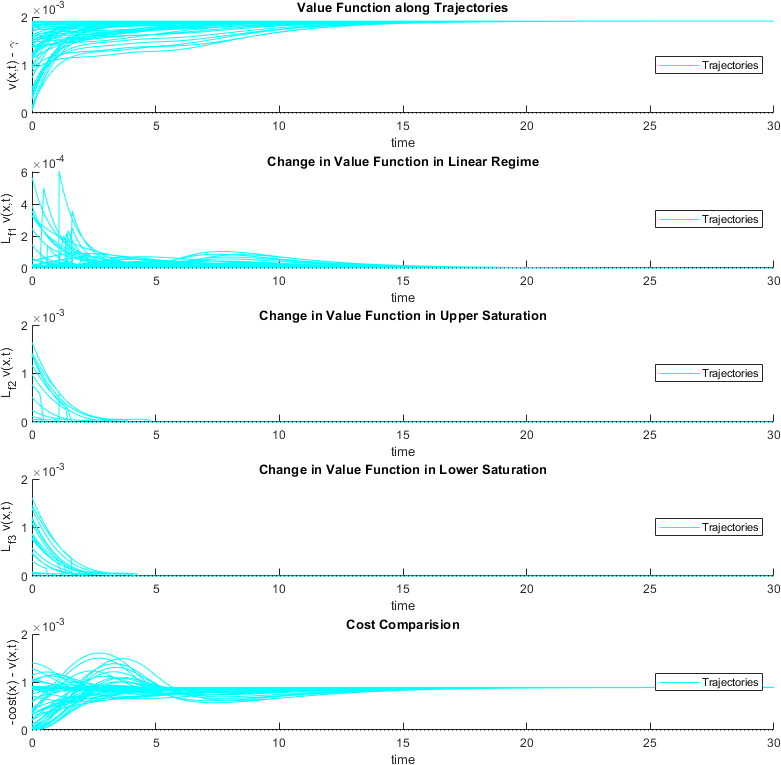 Value Function along Trajectories
×10-3
2
1
0
v(x,t) - γ
Trajectories
0 5 10 15 20 25 30
time
Change in Value Function in Linear Regime
×10-4
6
4
2
0
Lf1 v(x,t)
Trajectories
0 5 10 15 20 25 30
time
Change in Value Function in Upper Saturation
×10-3
2
1
0
Lf2 v(x,t)
Trajectories
0 5 10 15 20 25 30
time
Change in Value Function in Lower Saturation
×10-3
2
1
0
Lf3 v(x,t)
Trajectories
0 5 10 15 20 25 30
time
Cost Comparision
×10-3
2
1
0
-cost(x) - v(x,t)
Trajectories
0 5 10 15 20 25 30
time